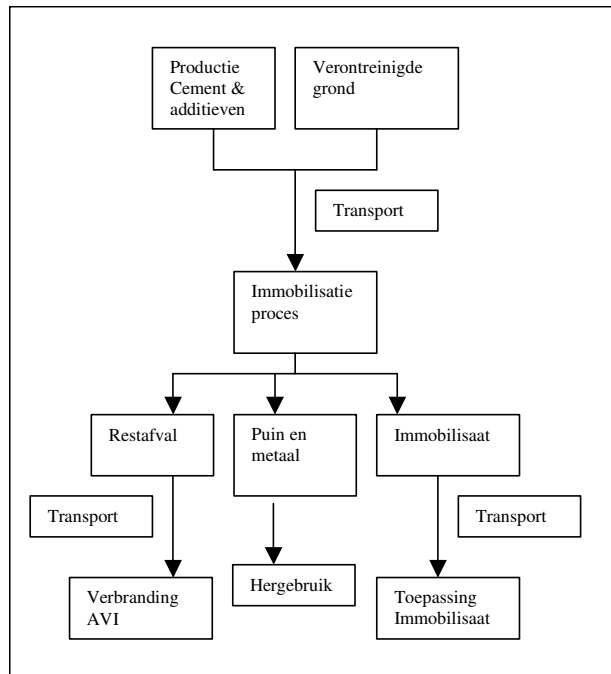 Productie
Cement &
additieven
Verontreinigde
grond
Transport
Immobilisatie
proces
Restafval
Puin en
metaal
Immobilisaat
Transport
Transport
Verbranding
AVI
Hergebruik
Toepassing
Immobilisaat